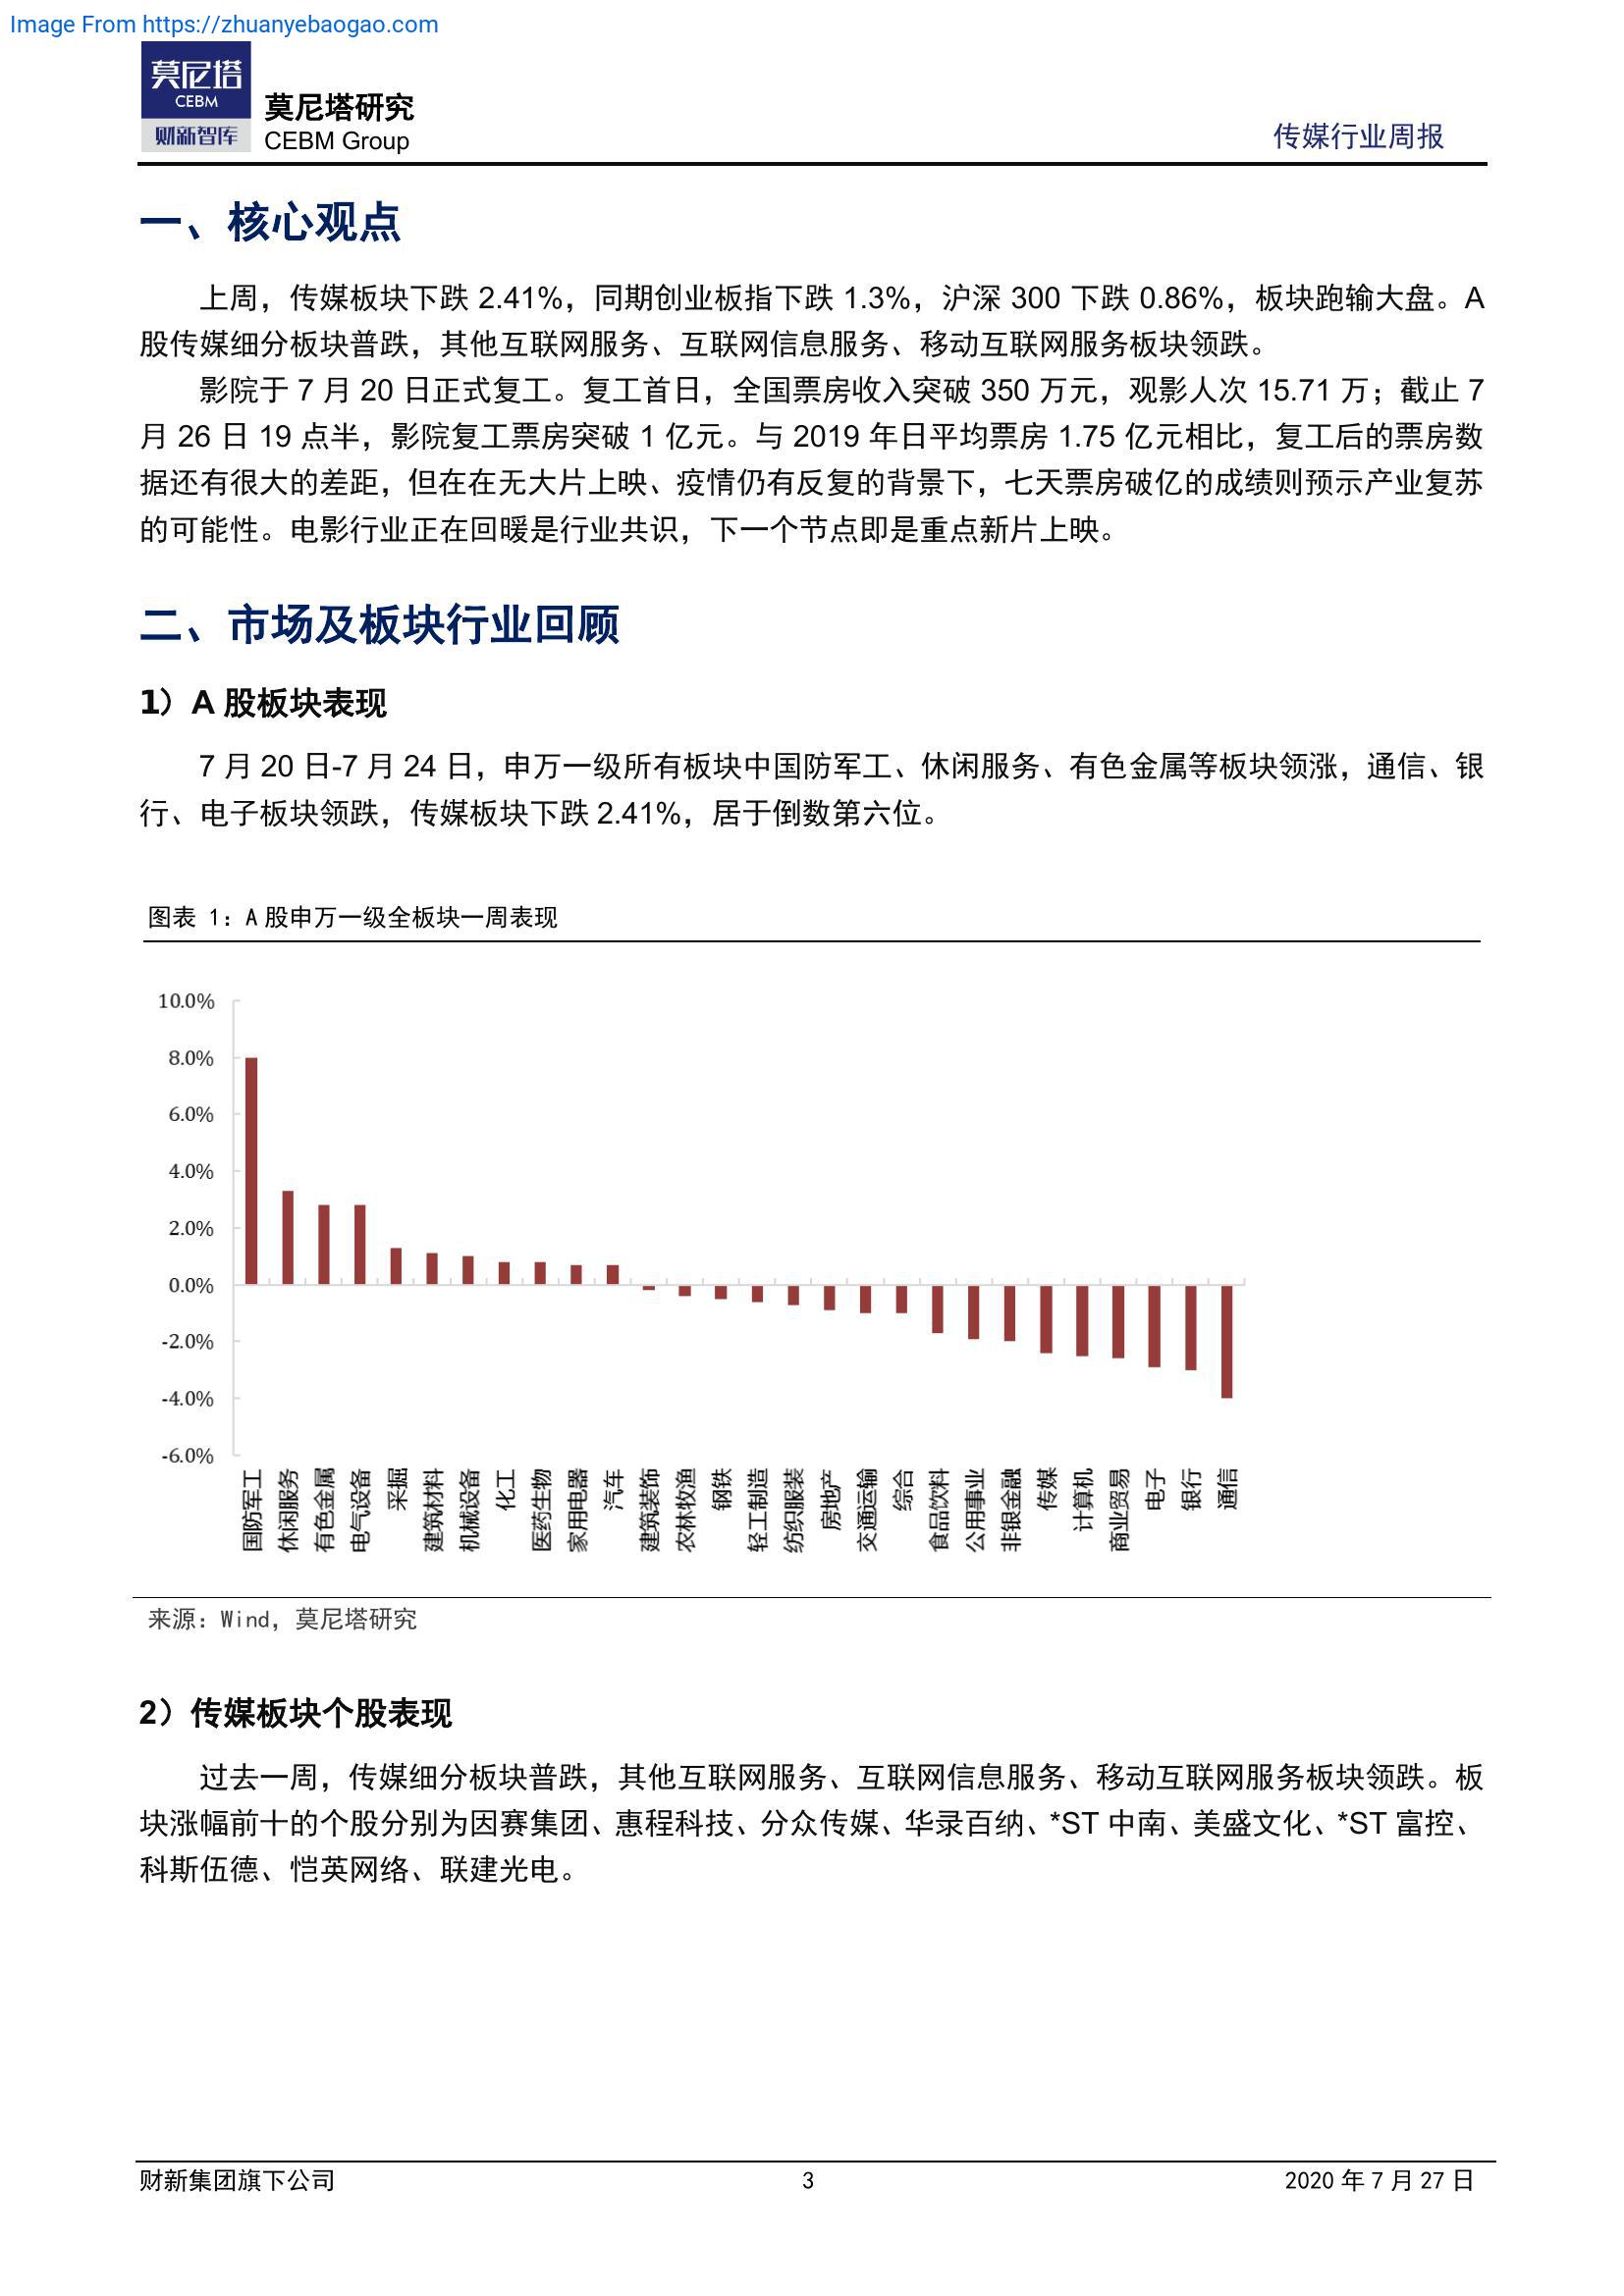 Image From https://zhuanyebaogao.com
莫尼塔
CEBM
财新智库
莫尼塔研究
CEBM Group
传媒行业周报
一、核心观点
上周，传媒板块下跌 2.41%，同期创业板指下跌 1.3%，沪深 300 下跌 0.86%，板块跑输大盘。A
股传媒细分板块普跌，其他互联网服务、互联网信息服务、移动互联网服务板块领跌。
影院于 7 月 20 日正式复工。复工首日，全国票房收入突破 350 万元，观影人次 15.71 万；截止 7
月 26 日 19 点半，影院复工票房突破 1 亿元。与 2019 年日平均票房 1.75 亿元相比，复工后的票房数
据还有很大的差距，但在在无大片上映、疫情仍有反复的背景下，七天票房破亿的成绩则预示产业复苏
的可能性。电影行业正在回暖是行业共识，下一个节点即是重点新片上映。
二、市场及板块行业回顾
1）A 股板块表现
7 月 20 日-7 月 24 日，申万一级所有板块中国防军工、休闲服务、有色金属等板块领涨，通信、银
行、电子板块领跌，传媒板块下跌 2.41%，居于倒数第六位。
图表 1：A 股申万一级全板块一周表现
10.0%
8.0%
6.0%
4.0%
2.0%
0.0%
-2.0%
-4.0%
-6.0%
国防军工
休闲服务
有色金属
电气设备
采掘
建筑材料
机械设备
化工
医药生物
家用电器
汽车
建筑装饰
农林牧渔
钢铁
轻工制造
纺织服装
房地产
交通运输
综合
食品饮料
公用事业
非银金融
传媒
计算机
商业贸易
电子
银行
通信
来源：Wind，莫尼塔研究
2）传媒板块个股表现
过去一周，传媒细分板块普跌，其他互联网服务、互联网信息服务、移动互联网服务板块领跌。板
块涨幅前十的个股分别为因赛集团、惠程科技、分众传媒、华录百纳、*ST 中南、美盛文化、*ST 富控、
科斯伍德、恺英网络、联建光电。
财新集团旗下公司
3
2020 年 7 月 27 日